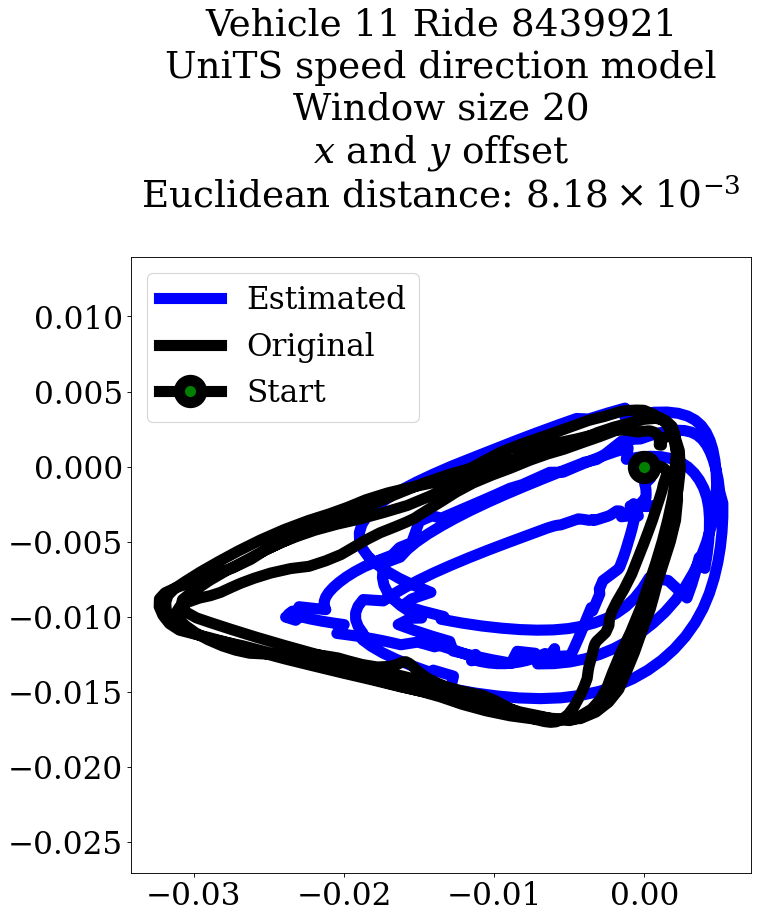 Vehicle 11 Ride 8439921
UniTS speed direction model
Window size 20
x and y offset
Euclidean distance: 8.18 × 10⁻³
Estimated
Original
Start
0.010
0.005
0.000
−0.005
−0.010
−0.015
−0.020
−0.025
−0.03 −0.02 −0.01 0.00